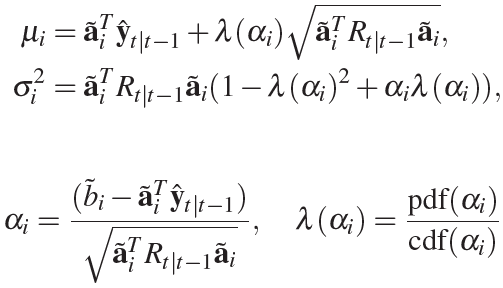 μ_i = ã_i^T ŷ_{t|t−1} + λ(α_i) √(ã_i^T R_{t|t−1} ã_i),
σ_i^2 = ã_i^T R_{t|t−1} ã_i (1 − λ(α_i)^2 + α_i λ(α_i)),
α_i = (b̃_i − ã_i^T ŷ_{t|t−1}) / √(ã_i^T R_{t|t−1} ã_i), λ(α_i) = pdf(α_i) / cdf(α_i)